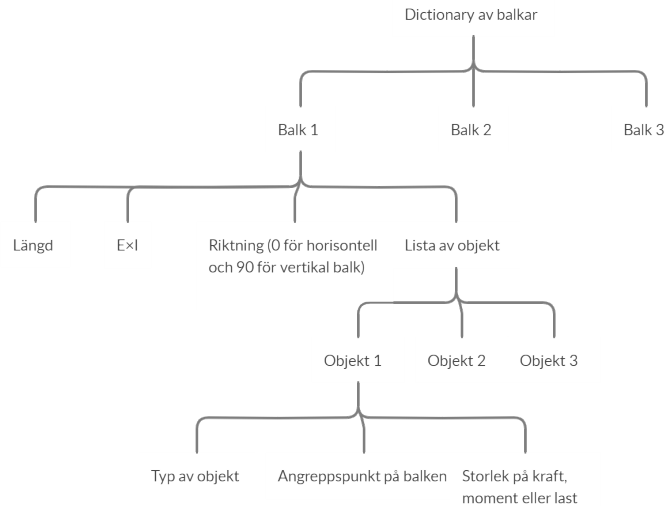 Dictionary av balkar
Balk 1
Balk 2
Balk 3
Längd
E×I
Riktning (0 för horisontell
och 90 för vertikal balk)
Lista av objekt
Objekt 1
Objekt 2
Objekt 3
Typ av objekt
Angreppspunkt på balken
Storlek på kraft,
moment eller last